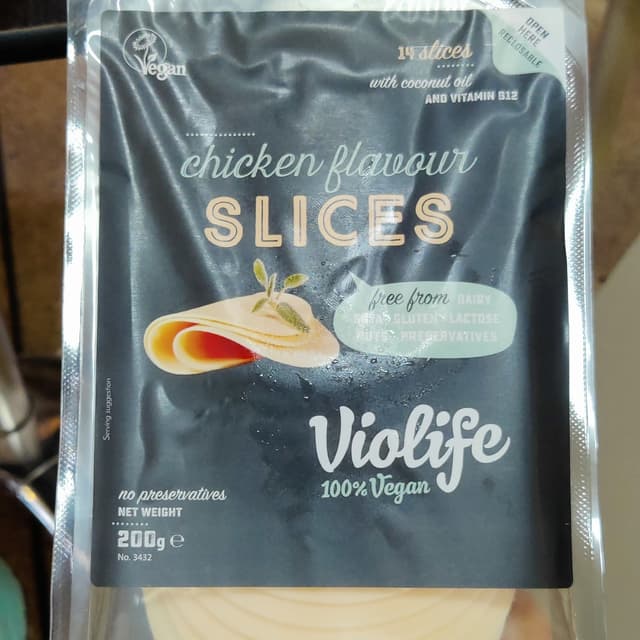 Vegan
14 slices
with coconut oil
AND VITAMIN B12
OPEN
HERE
RECLOSABLE
chicken flavour
SLICES
free from DAIRY
SOYA GLUTEN LACTOSE
NUTS PRESERVATIVES
Serving suggestion
Violife
100% Vegan
no preservatives
NET WEIGHT
200g e
No. 3432